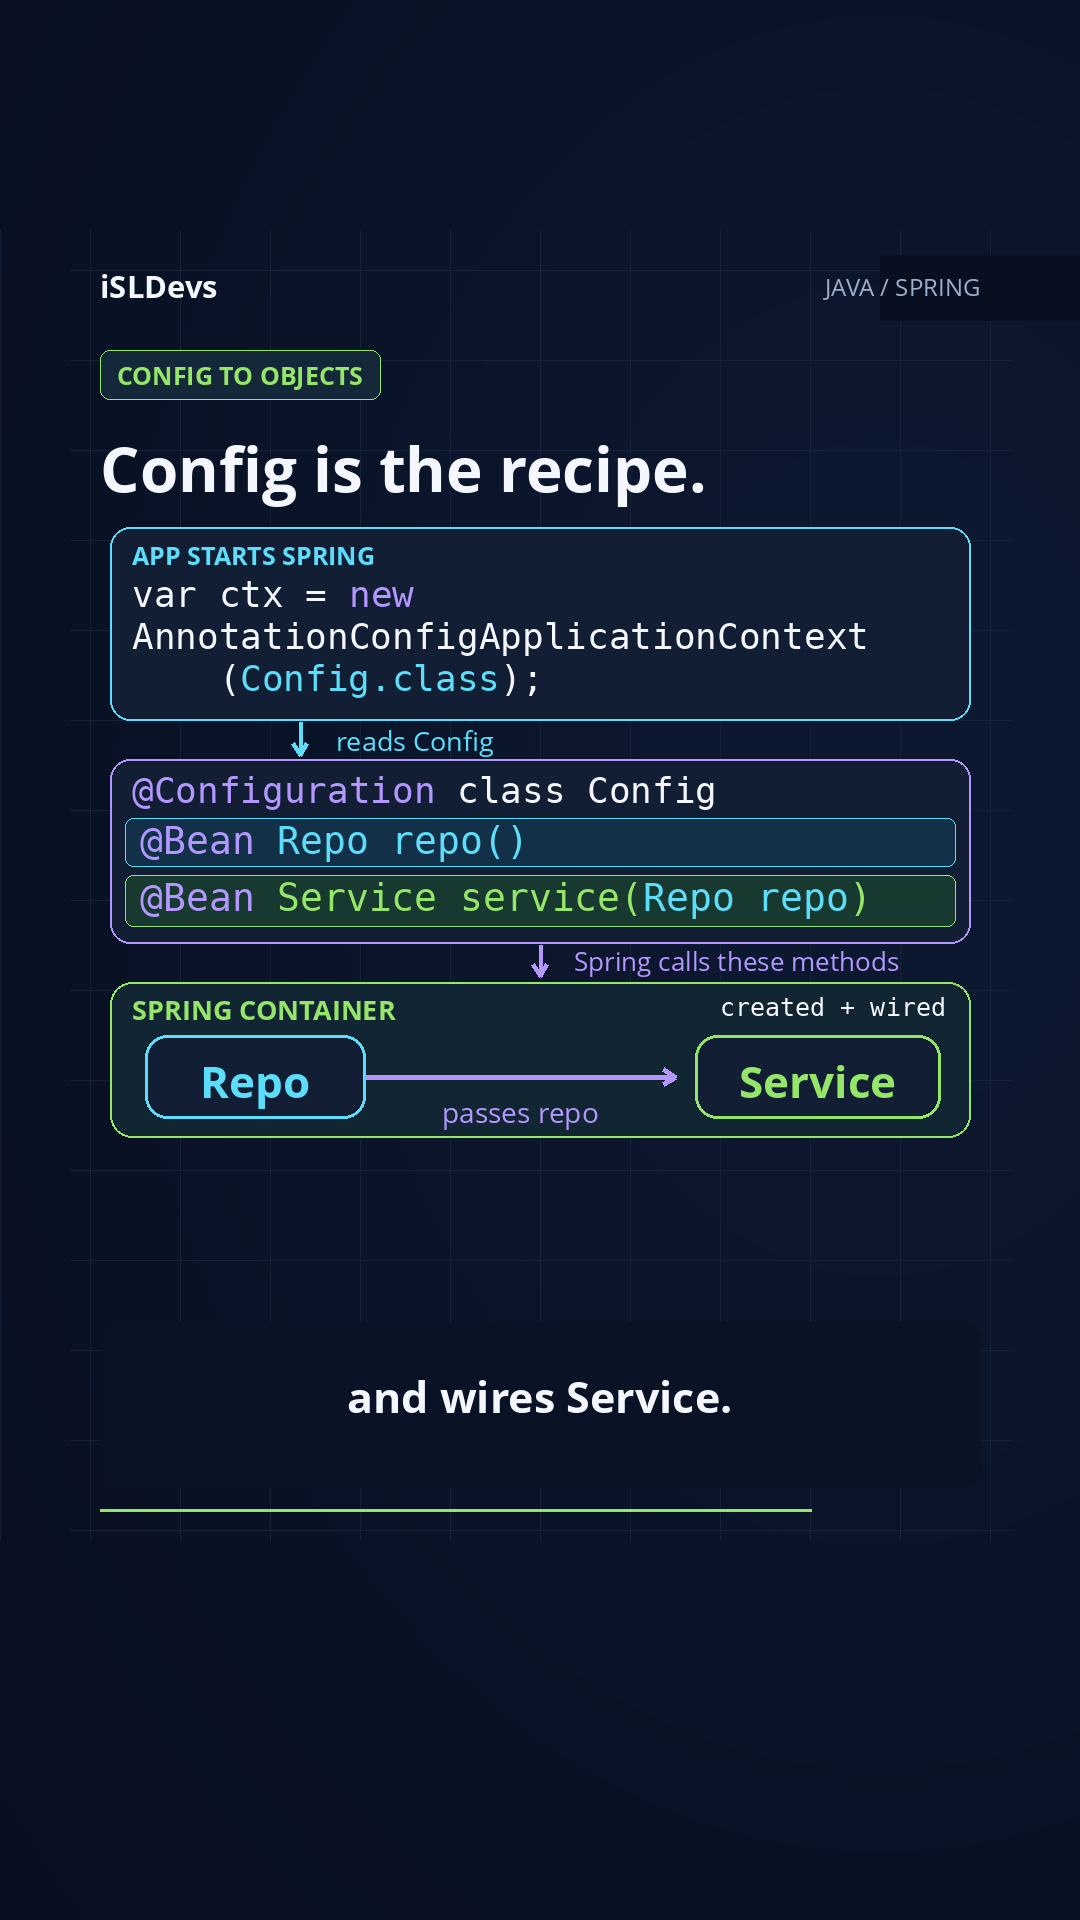 iSLDevs
JAVA / SPRING
CONFIG TO OBJECTS
Config is the recipe.
APP STARTS SPRING
var ctx = new
AnnotationConfigApplicationContext
(Config.class);
reads Config
@Configuration class Config
@Bean Repo repo()
@Bean Service service(Repo repo)
Spring calls these methods
SPRING CONTAINER
created + wired
Repo
Service
passes repo
and wires Service.